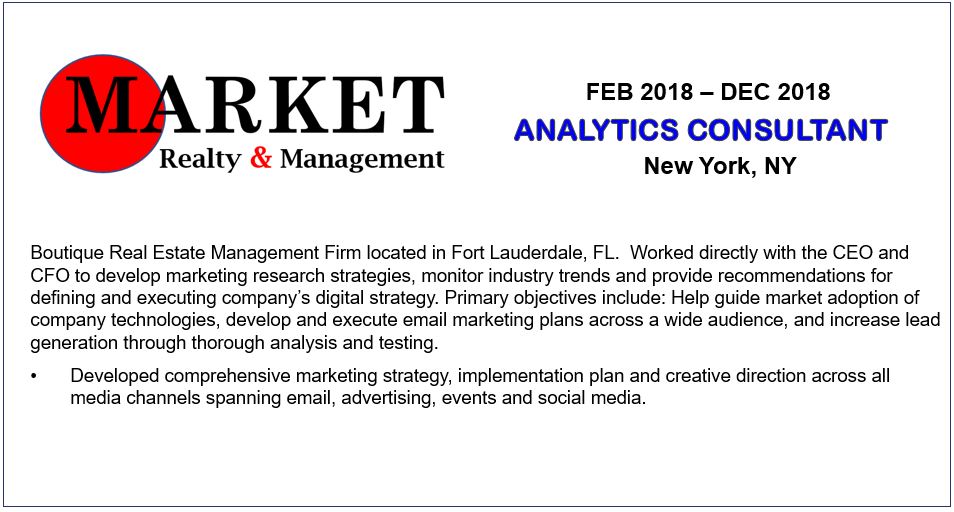 MARKET
Realty & Management
FEB 2018 – DEC 2018
ANALYTICS CONSULTANT
New York, NY
Boutique Real Estate Management Firm located in Fort Lauderdale, FL.  Worked directly with the CEO and
CFO to develop marketing research strategies, monitor industry trends and provide recommendations for
defining and executing company’s digital strategy. Primary objectives include: Help guide market adoption of
company technologies, develop and execute email marketing plans across a wide audience, and increase lead
generation through thorough analysis and testing.
• Developed comprehensive marketing strategy, implementation plan and creative direction across all
media channels spanning email, advertising, events and social media.